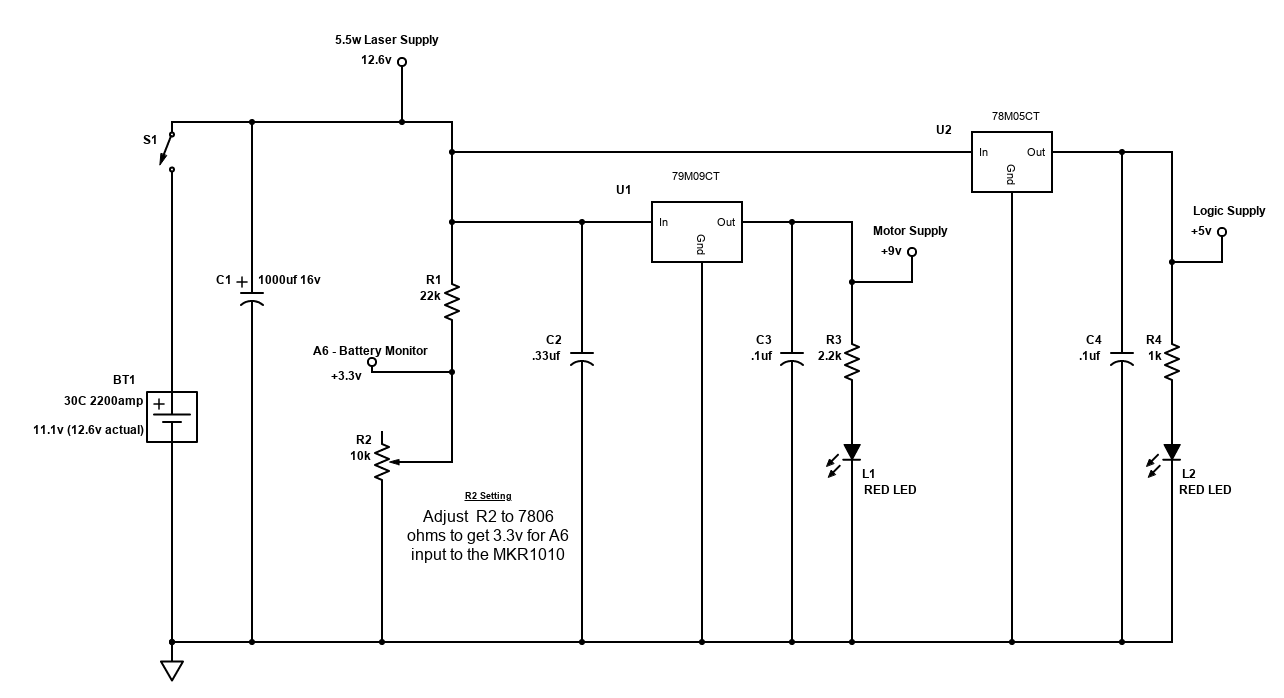 5.5w Laser Supply
12.6v
S1
78M05CT
U2
In
Out
Gnd
79M09CT
U1
In
Out
Gnd
Logic Supply
+5v
Motor Supply
+9v
C1
+
1000uf 16v
R1
22k
A6 - Battery Monitor
+3.3v
C2
.33uf
C3
.1uf
R3
2.2k
C4
.1uf
R4
1k
BT1
30C 2200amp
+
11.1v (12.6v actual)
R2
10k
L1
RED LED
L2
RED LED
R2 Setting
Adjust R2 to 7806
ohms to get 3.3v for A6
input to the MKR1010